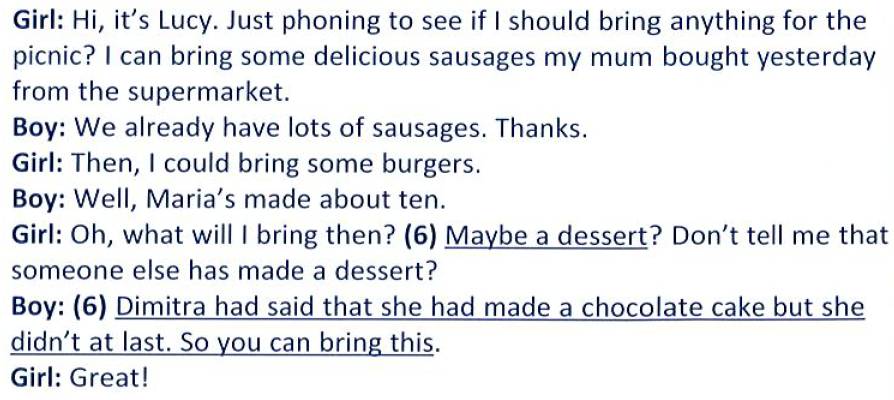 Girl: Hi, it's Lucy. Just phoning to see if I should bring anything for the
picnic? I can bring some delicious sausages my mum bought yesterday
from the supermarket.
Boy: We already have lots of sausages. Thanks.
Girl: Then, I could bring some burgers.
Boy: Well, Maria's made about ten.
Girl: Oh, what will I bring then? (6) Maybe a dessert? Don't tell me that
someone else has made a dessert?
Boy: (6) Dimitra had said that she had made a chocolate cake but she
didn't at last. So you can bring this.
Girl: Great!